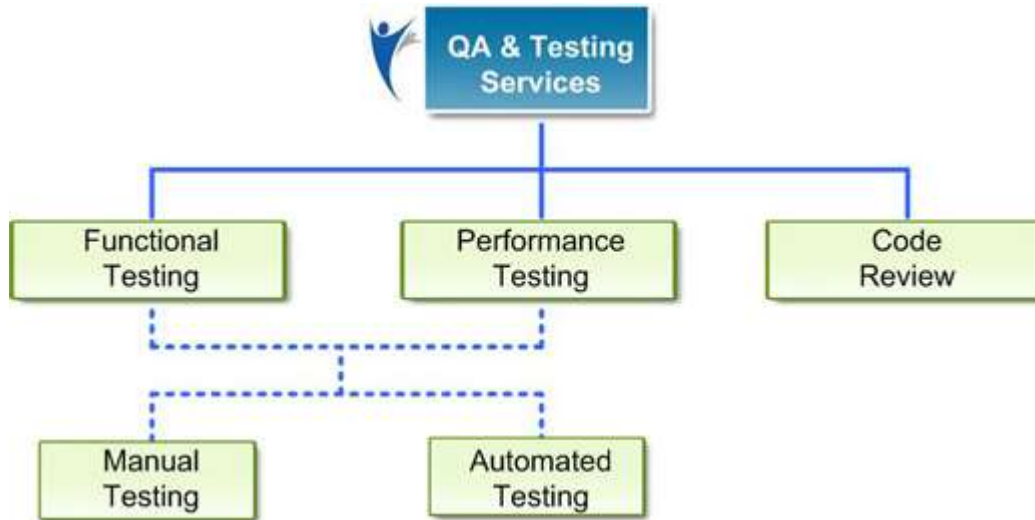 QA & Testing
Services
Functional
Testing
Performance
Testing
Code
Review
Manual
Testing
Automated
Testing